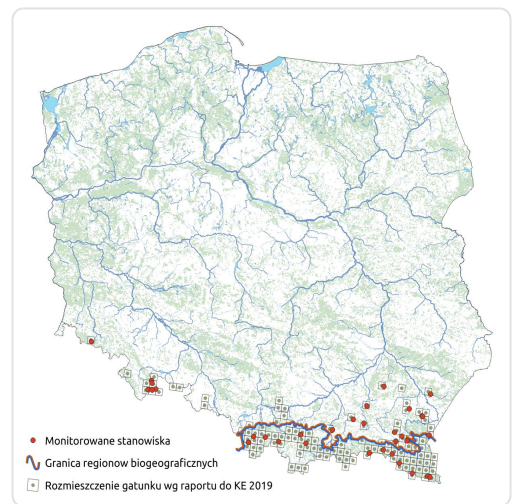 Monitorowane stanowiska
Granica regionow biogeograficznych
Rozmieszczenie gatunku wg raportu do KE 2019